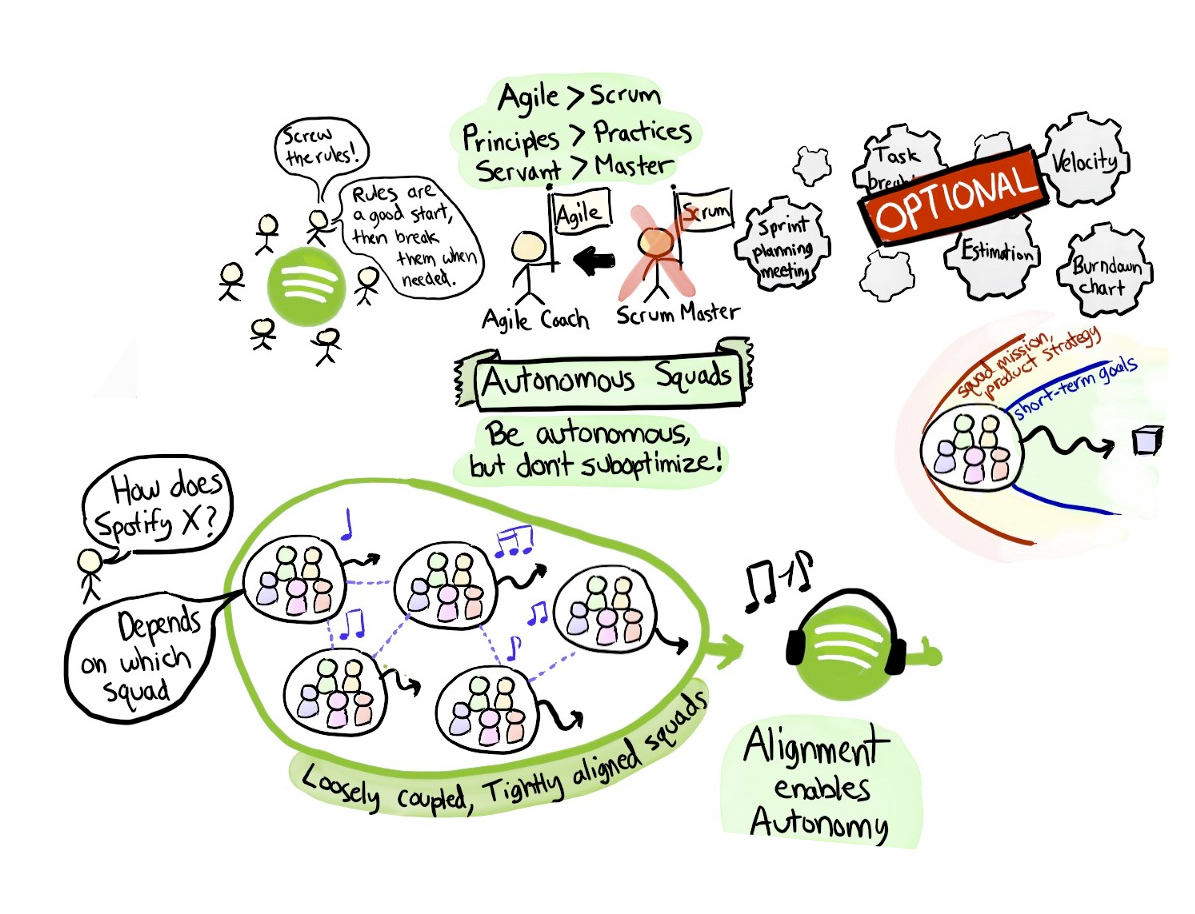 Agile > Scrum
Principles > Practices
Servant > Master
Screw
the rules!
Rules are
a good start,
then break
them when
needed.
Agile
Scrum
Agile Coach
Scrum Master
Sprint
planning
meeting
Task
OPTIONAL
Velocity
Estimation
Burndown
chart
Autonomous Squads
Be autonomous,
but don't suboptimize!
squad mission,
product strategy
short-term goals
How does
Spotify X?
Depends
on which
squad
Loosely coupled, Tightly aligned squads
Alignment
enables
Autonomy